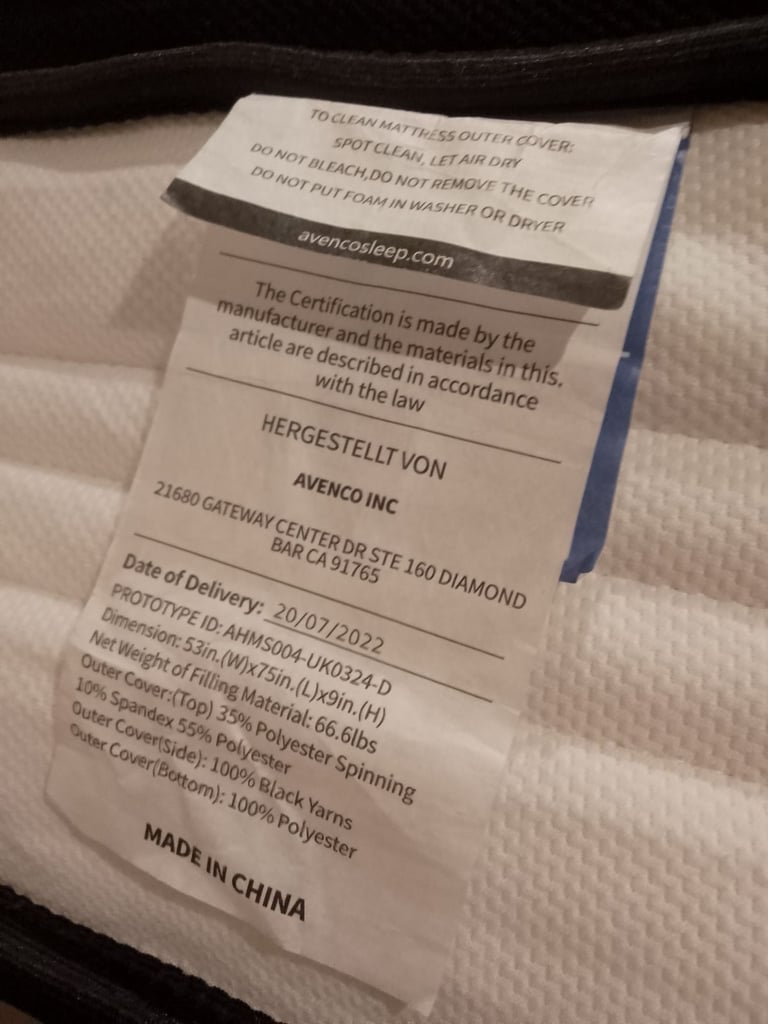 TO CLEAN MATTRESS OUTER COVER:
SPOT CLEAN, LET AIR DRY
DO NOT BLEACH,DO NOT REMOVE THE COVER
DO NOT PUT FOAM IN WASHER OR DRYER
avencosleep.com
The Certification is made by the
manufacturer and the materials in this.
article are described in accordance
with the law
HERGESTELLT VON
AVENCO INC
21680 GATEWAY CENTER DR STE 160 DIAMOND
BAR CA 91765
Date of Delivery: 20/07/2022
PROTOTYPE ID: AHMS004-UK0324-D
Dimension: 53in.(W)x75in.(L)x9in.(H)
Net Weight of Filling Material: 66.6lbs
Outer Cover:(Top) 35% Polyester Spinning
10% Spandex 55% Polyester
Outer Cover(Side): 100% Black Yarns
Outer Cover(Bottom): 100% Polyester
MADE IN CHINA